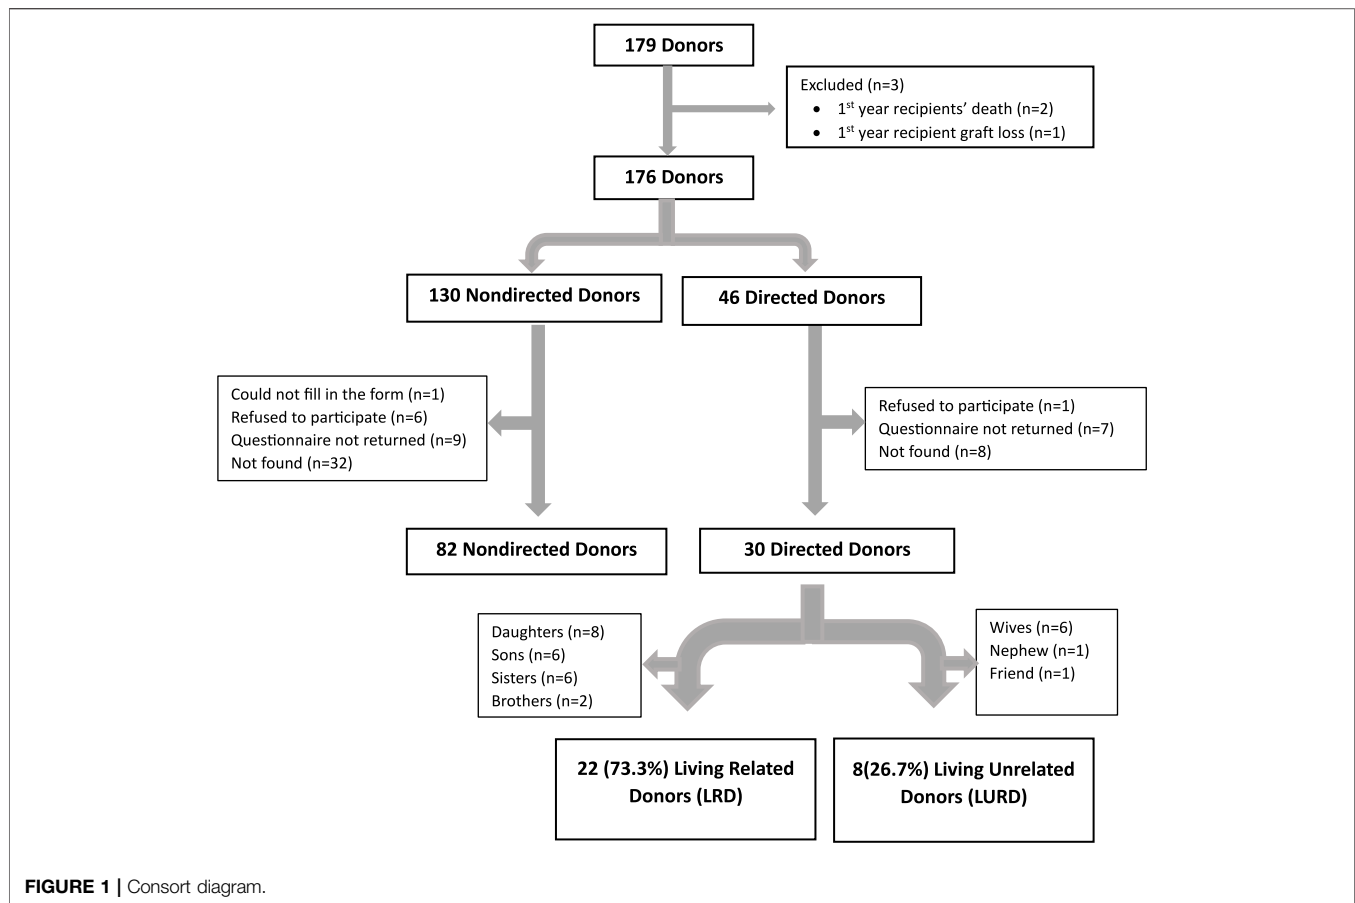 179 Donors
Excluded (n=3)
• 1st year recipients’ death (n=2)
• 1st year recipient graft loss (n=1)
176 Donors
130 Nondirected Donors
46 Directed Donors
Could not fill in the form (n=1)
Refused to participate (n=6)
Questionnaire not returned (n=9)
Not found (n=32)
Refused to participate (n=1)
Questionnaire not returned (n=7)
Not found (n=8)
82 Nondirected Donors
30 Directed Donors
Daughters (n=8)
Sons (n=6)
Sisters (n=6)
Brothers (n=2)
Wives (n=6)
Nephew (n=1)
Friend (n=1)
22 (73.3%) Living Related
Donors (LRD)
8(26.7%) Living Unrelated
Donors (LURD)
FIGURE 1 | Consort diagram.